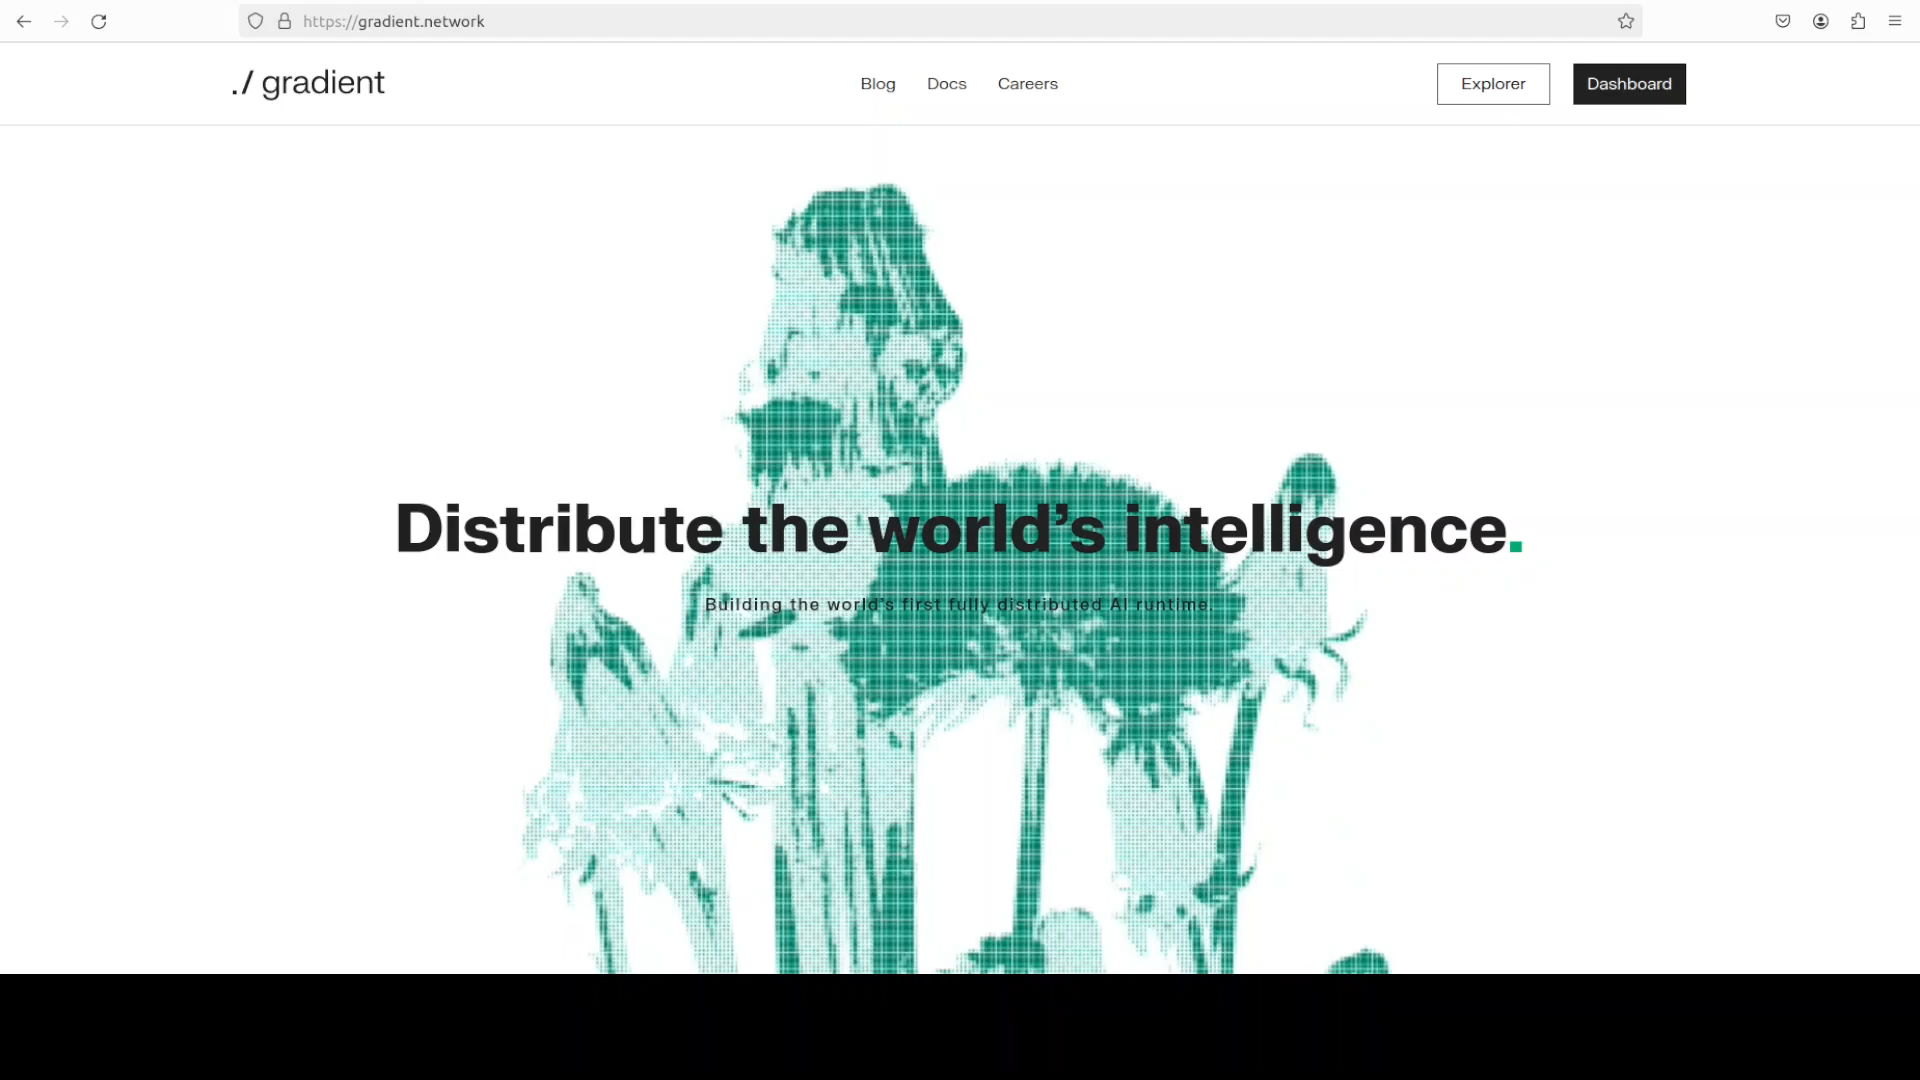 https://gradient.network
./ gradient
Blog
Docs
Careers
Explorer
Dashboard
Distribute the world’s intelligence.
Building the world’s first fully distributed AI runtime.